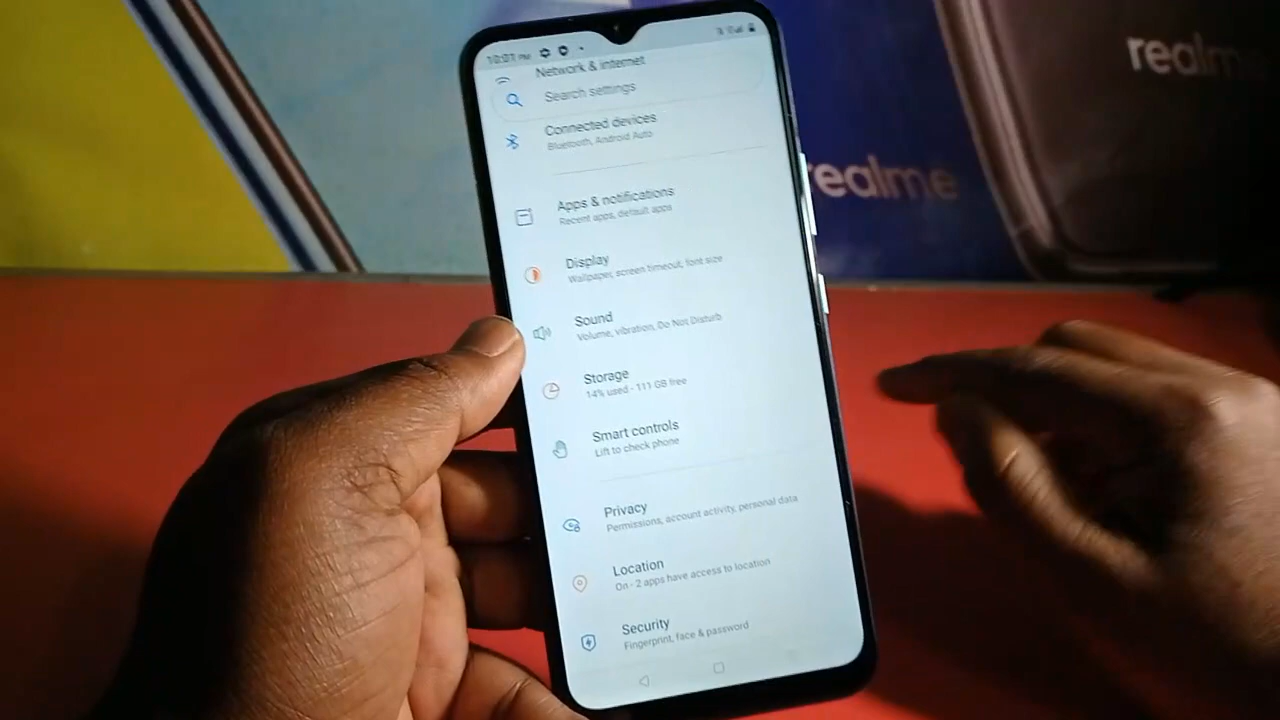 realme
realme
10:01 PM
Network & internet
Search settings
Connected devices
Bluetooth, Android Auto
Apps & notifications
Recent apps, default apps
Display
Wallpaper, screen timeout, font size
Sound
Volume, vibration, Do Not Disturb
Storage
14% used - 111 GB free
Smart controls
Lift to check phone
Privacy
Permissions, account activity, personal data
Location
On - 2 apps have access to location
Security
Fingerprint, face & password